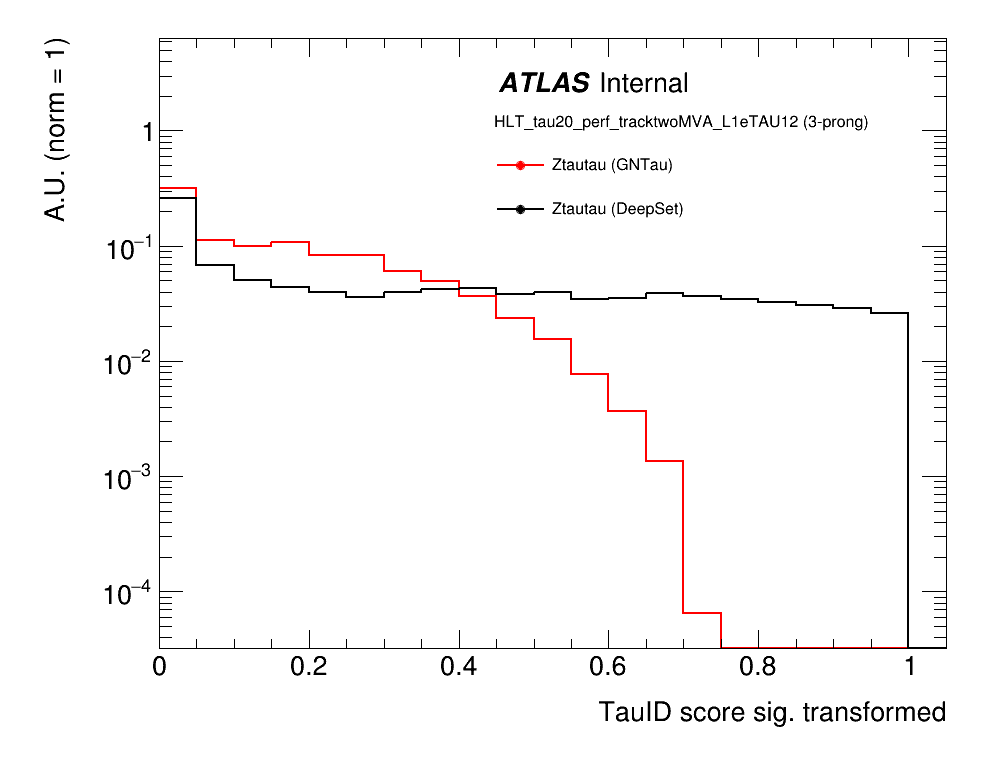 A.U. (norm = 1)
ATLAS Internal
HLT_tau20_perf_tracktwoMVA_L1eTAU12 (3-prong)
Ztautau (GNTau)
Ztautau (DeepSet)
1
10⁻¹
10⁻²
10⁻³
10⁻⁴
0 0.2 0.4 0.6 0.8 1
TauID score sig. transformed